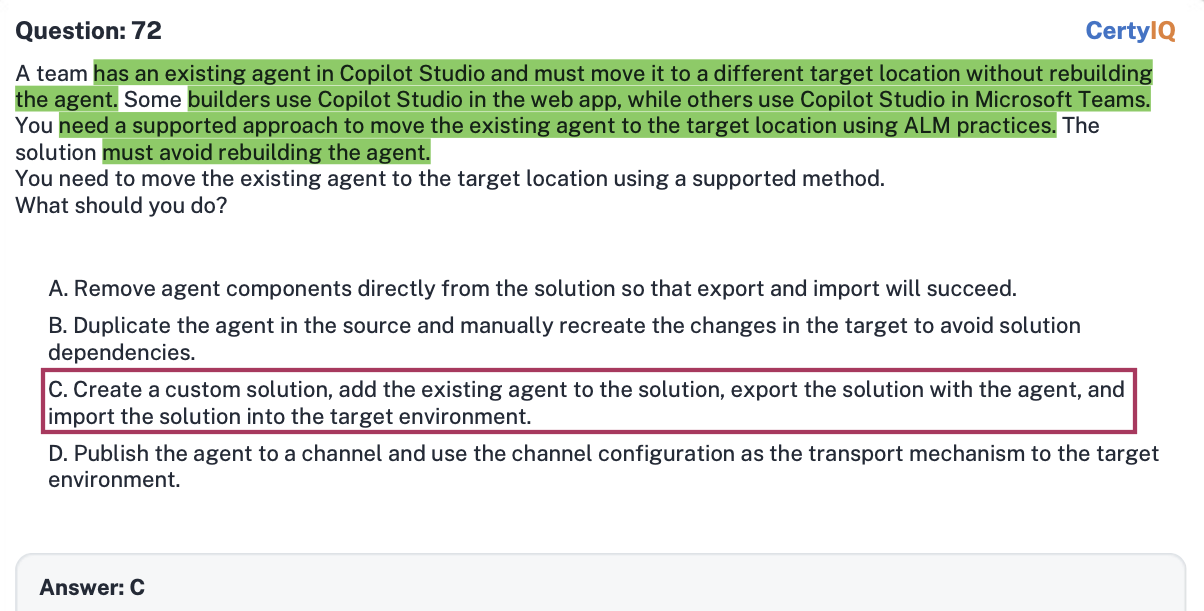 Question: 72
CertyIQ
A team has an existing agent in Copilot Studio and must move it to a different target location without rebuilding
the agent. Some builders use Copilot Studio in the web app, while others use Copilot Studio in Microsoft Teams.
You need a supported approach to move the existing agent to the target location using ALM practices. The
solution must avoid rebuilding the agent.
You need to move the existing agent to the target location using a supported method.
What should you do?
A. Remove agent components directly from the solution so that export and import will succeed.
B. Duplicate the agent in the source and manually recreate the changes in the target to avoid solution
dependencies.
C. Create a custom solution, add the existing agent to the solution, export the solution with the agent, and
import the solution into the target environment.
D. Publish the agent to a channel and use the channel configuration as the transport mechanism to the target
environment.
Answer: C